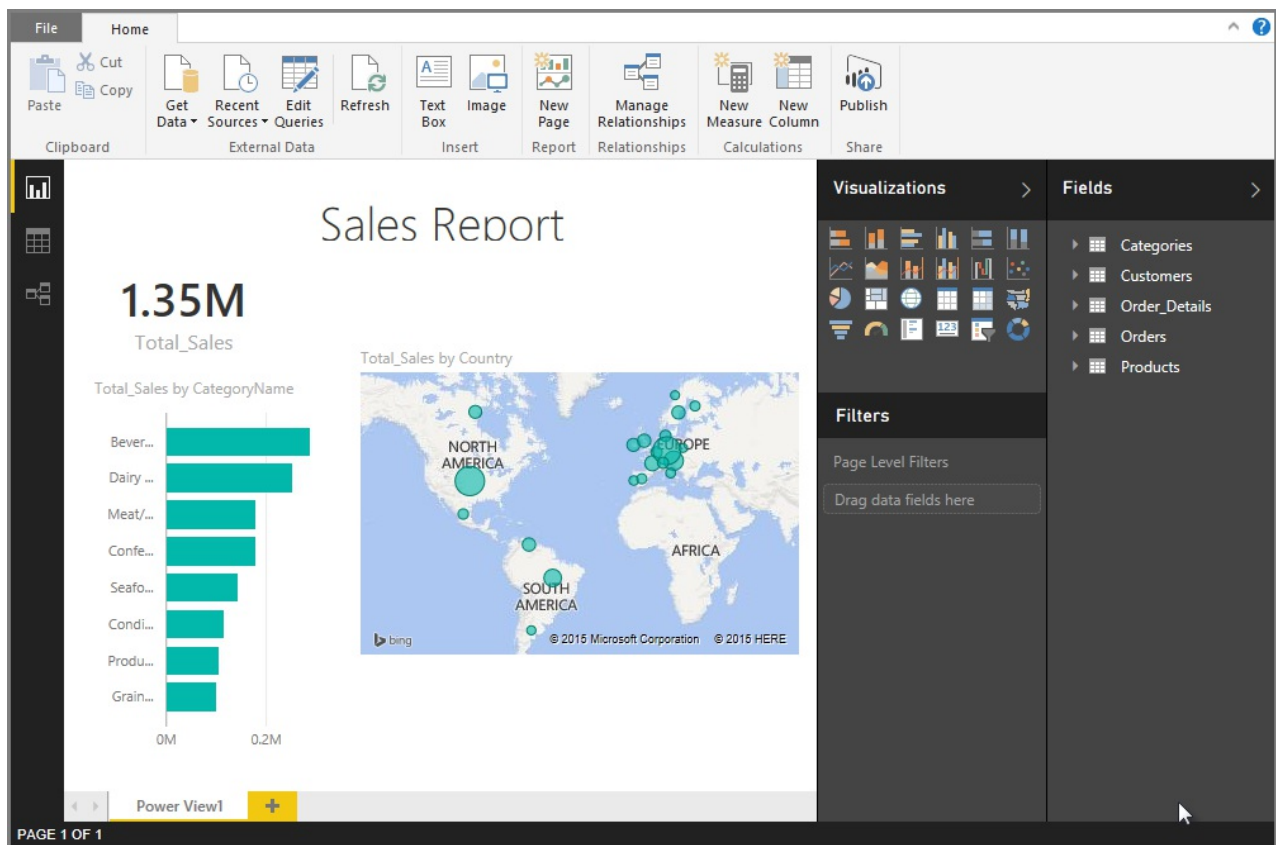 File Home
Paste
Cut
Copy
Get Data
Recent Sources
Edit Queries
Refresh
Text Box
Image
New Page
Manage Relationships
New Measure
New Column
Publish
Clipboard
External Data
Insert
Report
Relationships
Calculations
Share
Sales Report
1.35M
Total_Sales
Total_Sales by CategoryName
Bever...
Dairy ...
Meat/...
Confe...
Seafo...
Condi...
Produ...
Grain...
0M 0.2M
Total_Sales by Country
NORTH
AMERICA
EUROPE
AFRICA
SOUTH
AMERICA
bing
© 2015 Microsoft Corporation © 2015 HERE
Visualizations
123
Filters
Page Level Filters
Drag data fields here
Fields
Categories
Customers
Order_Details
Orders
Products
Power View1
PAGE 1 OF 1